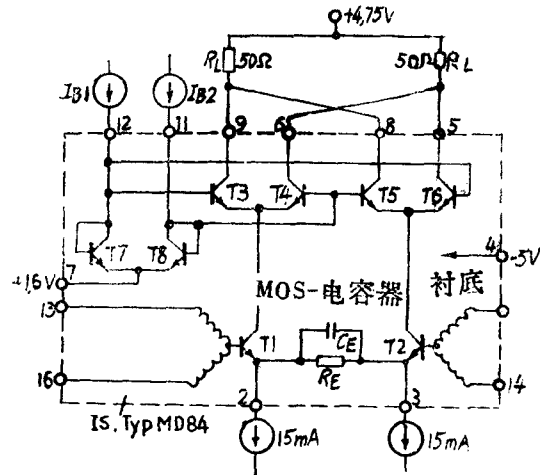 +4,75V
RL 50Ω
50Ω RL
IB1
IB2
12
11
9
6
8
5
T3
T4
T5
T6
T7
T8
7
+1,6V
4
-5V
MOS-电容器
衬底
13
T1
CE
T2
RE
16
14
2
3
IS, Typ MD84
15mA
15mA